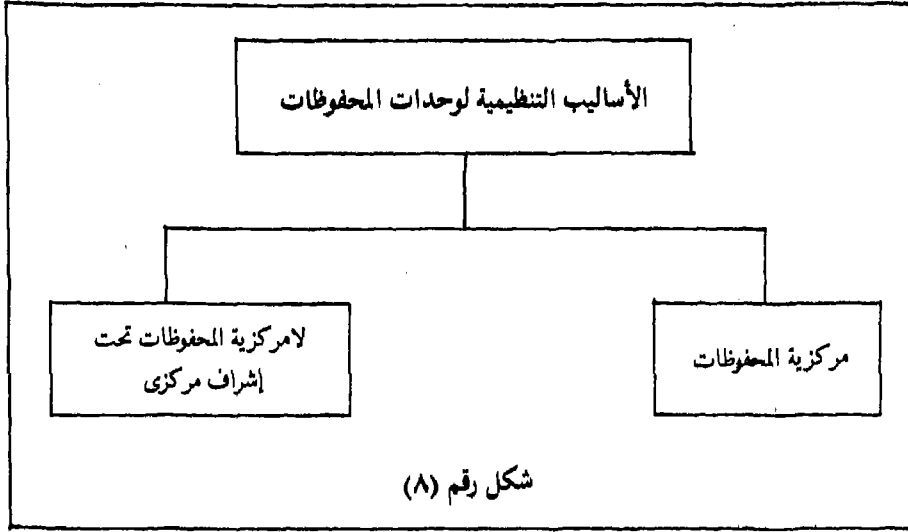 الأساليب التنظيمية لوحدات المحفوظات
مركزية المحفوظات
لامركزية المحفوظات تحت
إشراف مركزى
شكل رقم (٨)